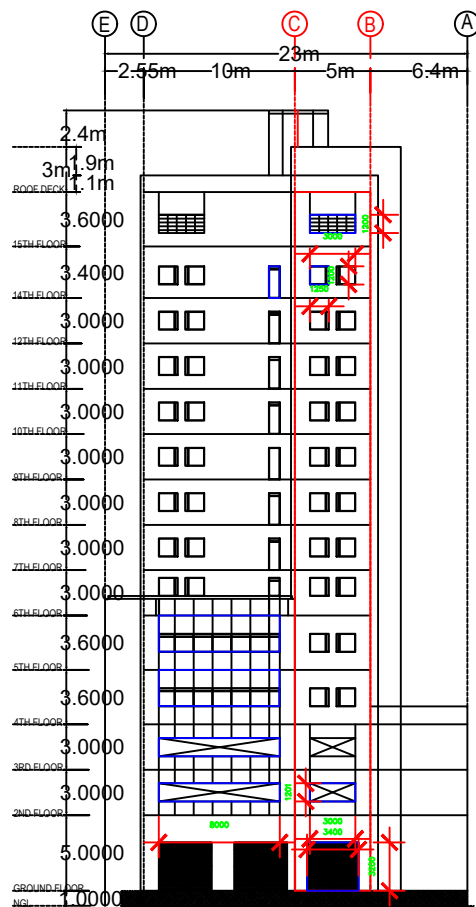 E D C B A
23m
2.55m 10m 5m 6.4m
2.4m
3m 1.9m
1.1m
ROOF DECK
3.6000
1200
3000
15TH FLOOR
3.4000
1200
1250
14TH FLOOR
3.0000
12TH FLOOR
3.0000
11TH FLOOR
3.0000
10TH FLOOR
3.0000
9TH FLOOR
3.0000
8TH FLOOR
3.0000
7TH FLOOR
3.0000
6TH FLOOR
3.6000
5TH FLOOR
3.6000
4TH FLOOR
3.0000
3RD FLOOR
3.0000
1201
2ND FLOOR
8000 3000
3400
5.0000
3250
GROUND FLOOR
1.0000
NGL